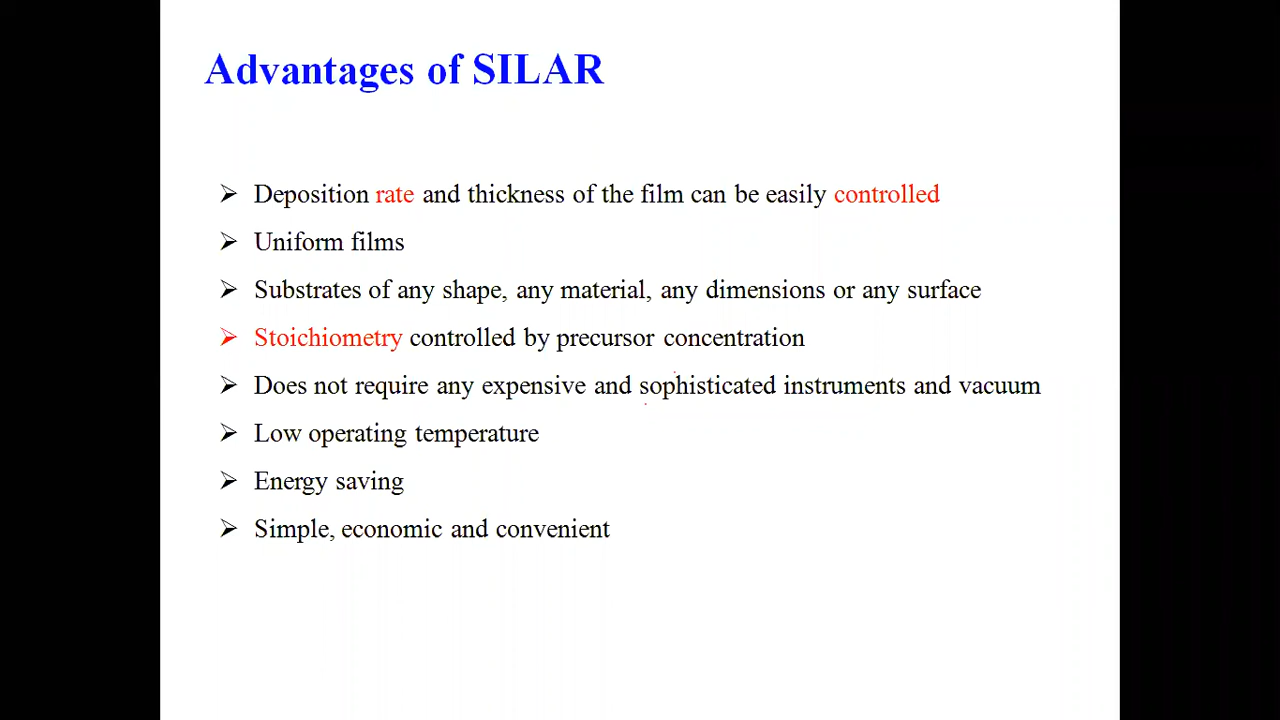 Advantages of SILAR
Deposition rate and thickness of the film can be easily controlled
Uniform films
Substrates of any shape, any material, any dimensions or any surface
Stoichiometry controlled by precursor concentration
Does not require any expensive and sophisticated instruments and vacuum
Low operating temperature
Energy saving
Simple, economic and convenient